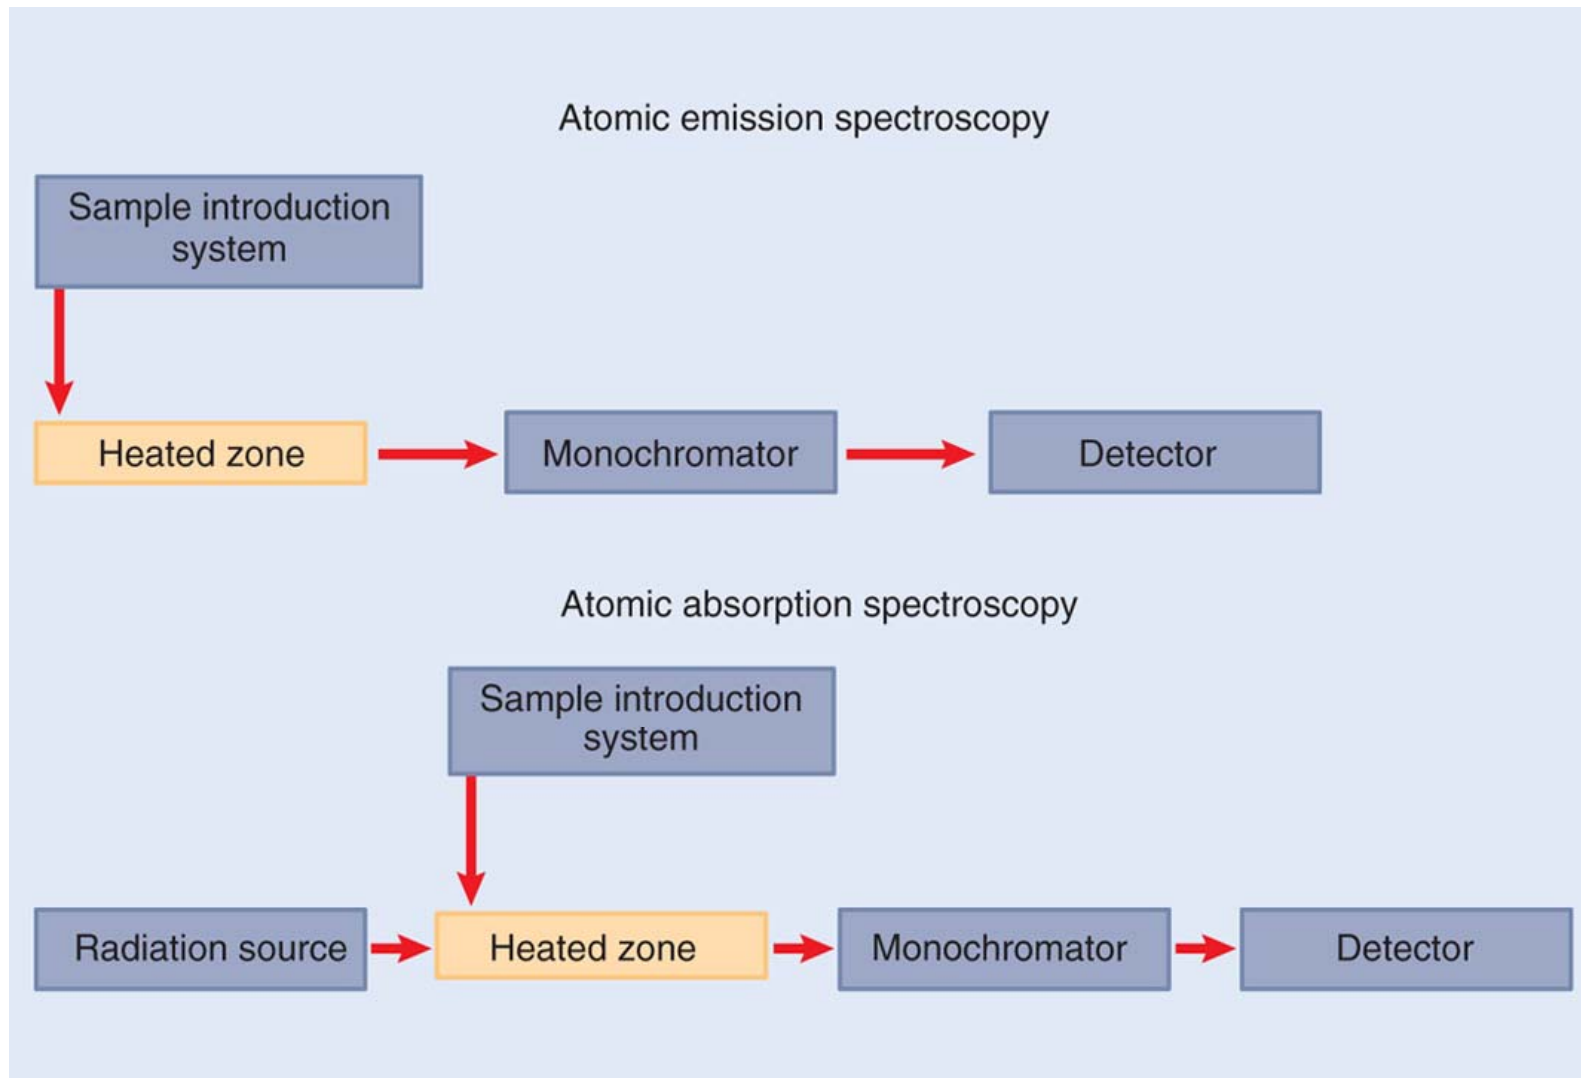 Atomic emission spectroscopy
Sample introduction
system
Heated zone
Monochromator
Detector
Atomic absorption spectroscopy
Sample introduction
system
Radiation source
Heated zone
Monochromator
Detector